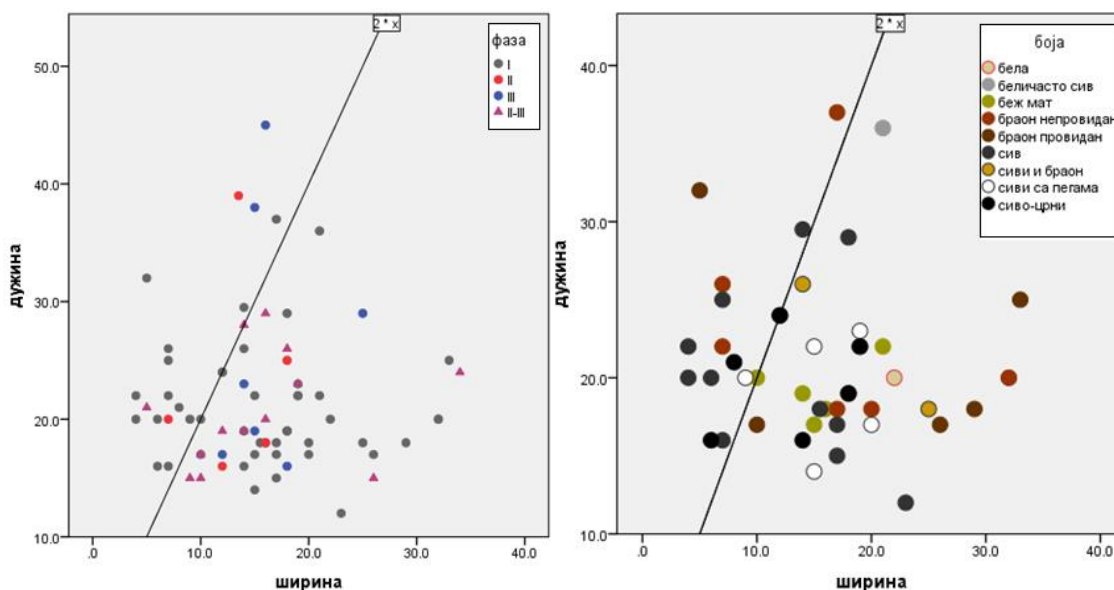 2 * x
фаза
I
II
III
II-III
50.0
40.0
30.0
20.0
10.0
.0 10.0 20.0 30.0 40.0
дужина
ширина
2 * x
боја
бела
беличасто сив
беж мат
браон непровидан
браон провидан
сив
сиви и браон
сиви са пегама
сиво-црни
40.0
30.0
20.0
10.0
.0 10.0 20.0 30.0 40.0
дужина
ширина